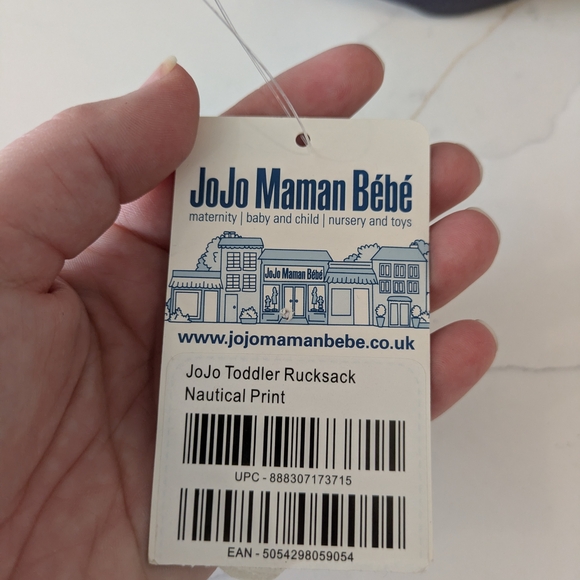 JoJo Maman Bébé
maternity | baby and child | nursery and toys
JoJo Maman Bébé
www.jojomamanbebe.co.uk
JoJo Toddler Rucksack
Nautical Print
UPC - 888307173715
EAN - 5054298059054